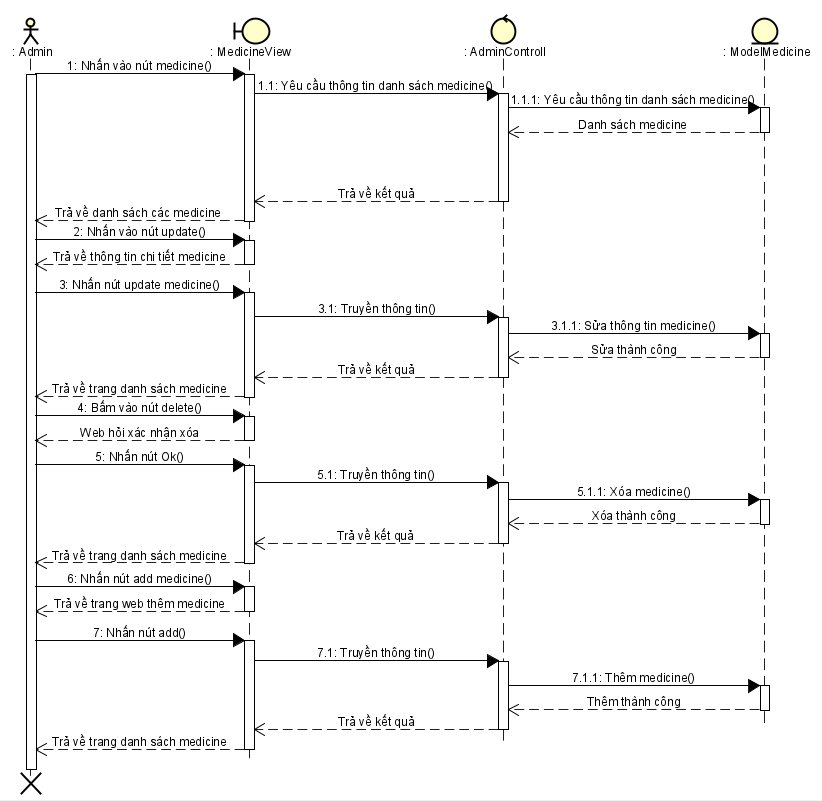 : Admin
: MedicineView
: AdminControll
: ModelMedicine
1: Nhấn vào nút medicine()
1.1: Yêu cầu thông tin danh sách medicine()
1.1.1: Yêu cầu thông tin danh sách medicine()
Danh sách medicine
Trả về kết quả
Trả về danh sách các medicine
2: Nhấn vào nút update()
Trả về thông tin chi tiết medicine
3: Nhấn nút update medicine()
3.1: Truyền thông tin()
3.1.1: Sửa thông tin medicine()
Sửa thành công
Trả về kết quả
Trả về trang danh sách medicine
4: Bấm vào nút delete()
Web hỏi xác nhận xóa
5: Nhấn nút Ok()
5.1: Truyền thông tin()
5.1.1: Xóa medicine()
Xóa thành công
Trả về kết quả
Trả về trang danh sách medicine
6: Nhấn nút add medicine()
Trả về trang web thêm medicine
7: Nhấn nút add()
7.1: Truyền thông tin()
7.1.1: Thêm medicine()
Thêm thành công
Trả về kết quả
Trả về trang danh sách medicine